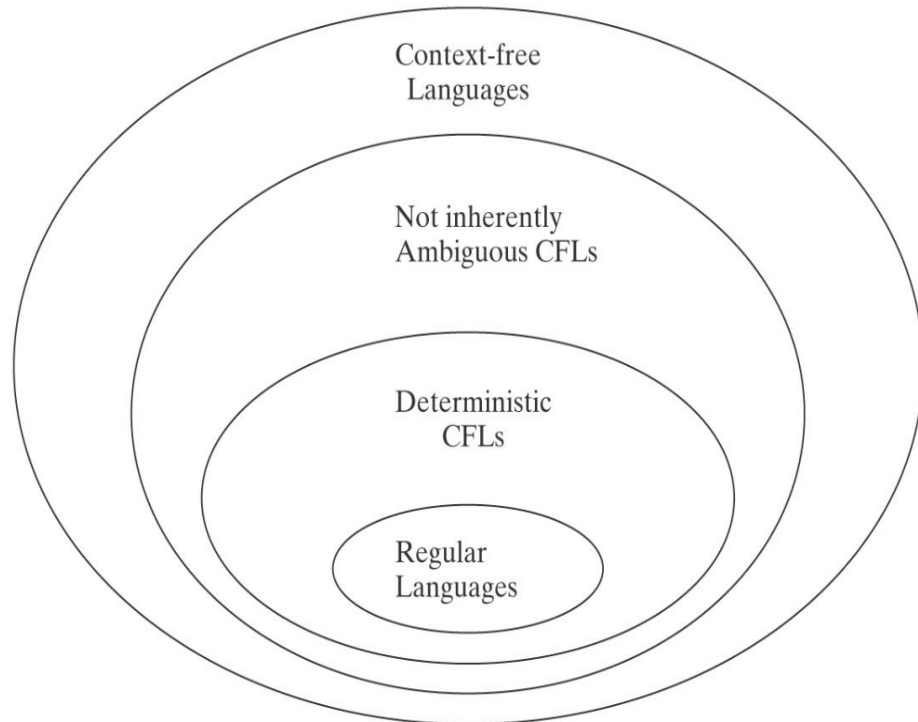 Context-free
Languages
Not inherently
Ambiguous CFLs
Deterministic
CFLs
Regular
Languages